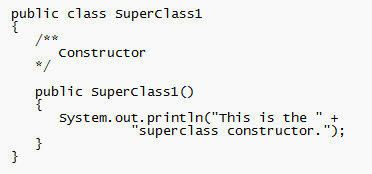 public class SuperClass1
{
   /**
      Constructor
   */

   public SuperClass1()
   {
      System.out.println("This is the " +
               "superclass constructor.");
   }
}